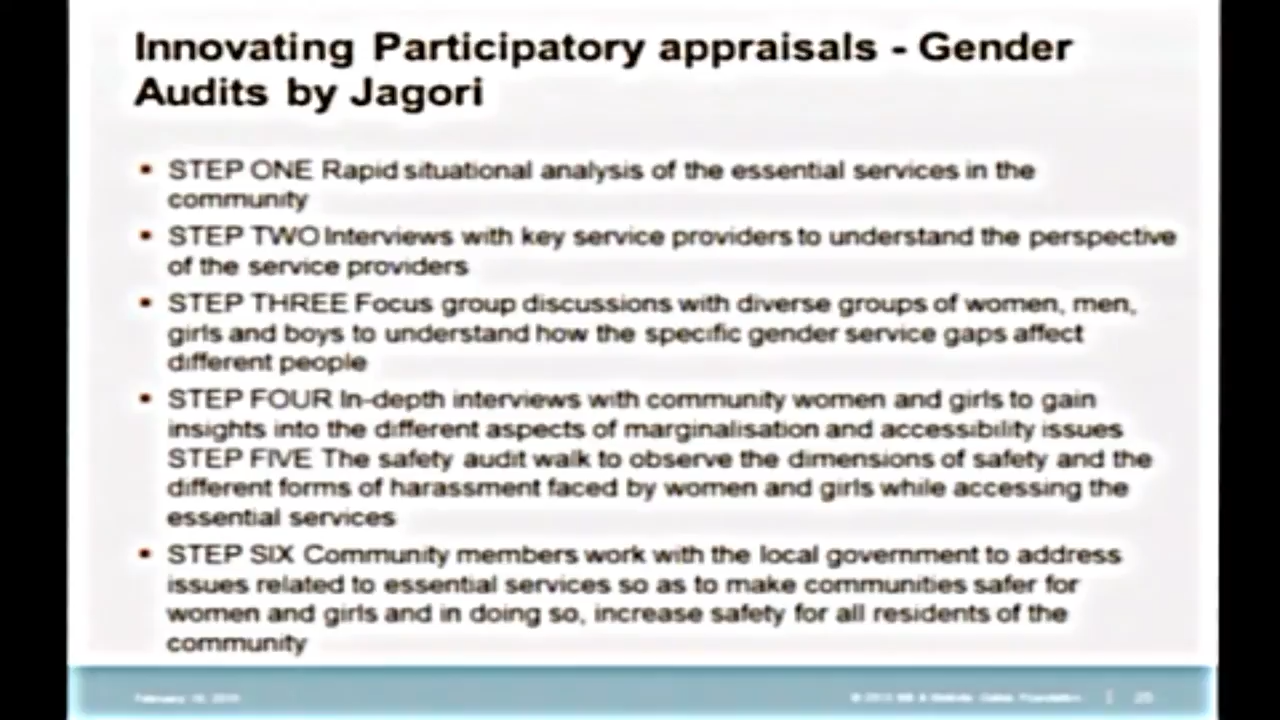 Innovating Participatory appraisals - Gender
Audits by Jagori
STEP ONE Rapid situational analysis of the essential services in the
community
STEP TWO Interviews with key service providers to understand the perspective
of the service providers
STEP THREE Focus group discussions with diverse groups of women, men,
girls and boys to understand how the specific gender service gaps affect
different people
STEP FOUR In-depth interviews with community women and girls to gain
insights into the different aspects of marginalisation and accessibility issues
STEP FIVE The safety audit walk to observe the dimensions of safety and the
different forms of harassment faced by women and girls while accessing the
essential services
STEP SIX Community members work with the local government to address
issues related to essential services so as to make communities safer for
women and girls and in doing so, increase safety for all residents of the
community
February
Foundation |